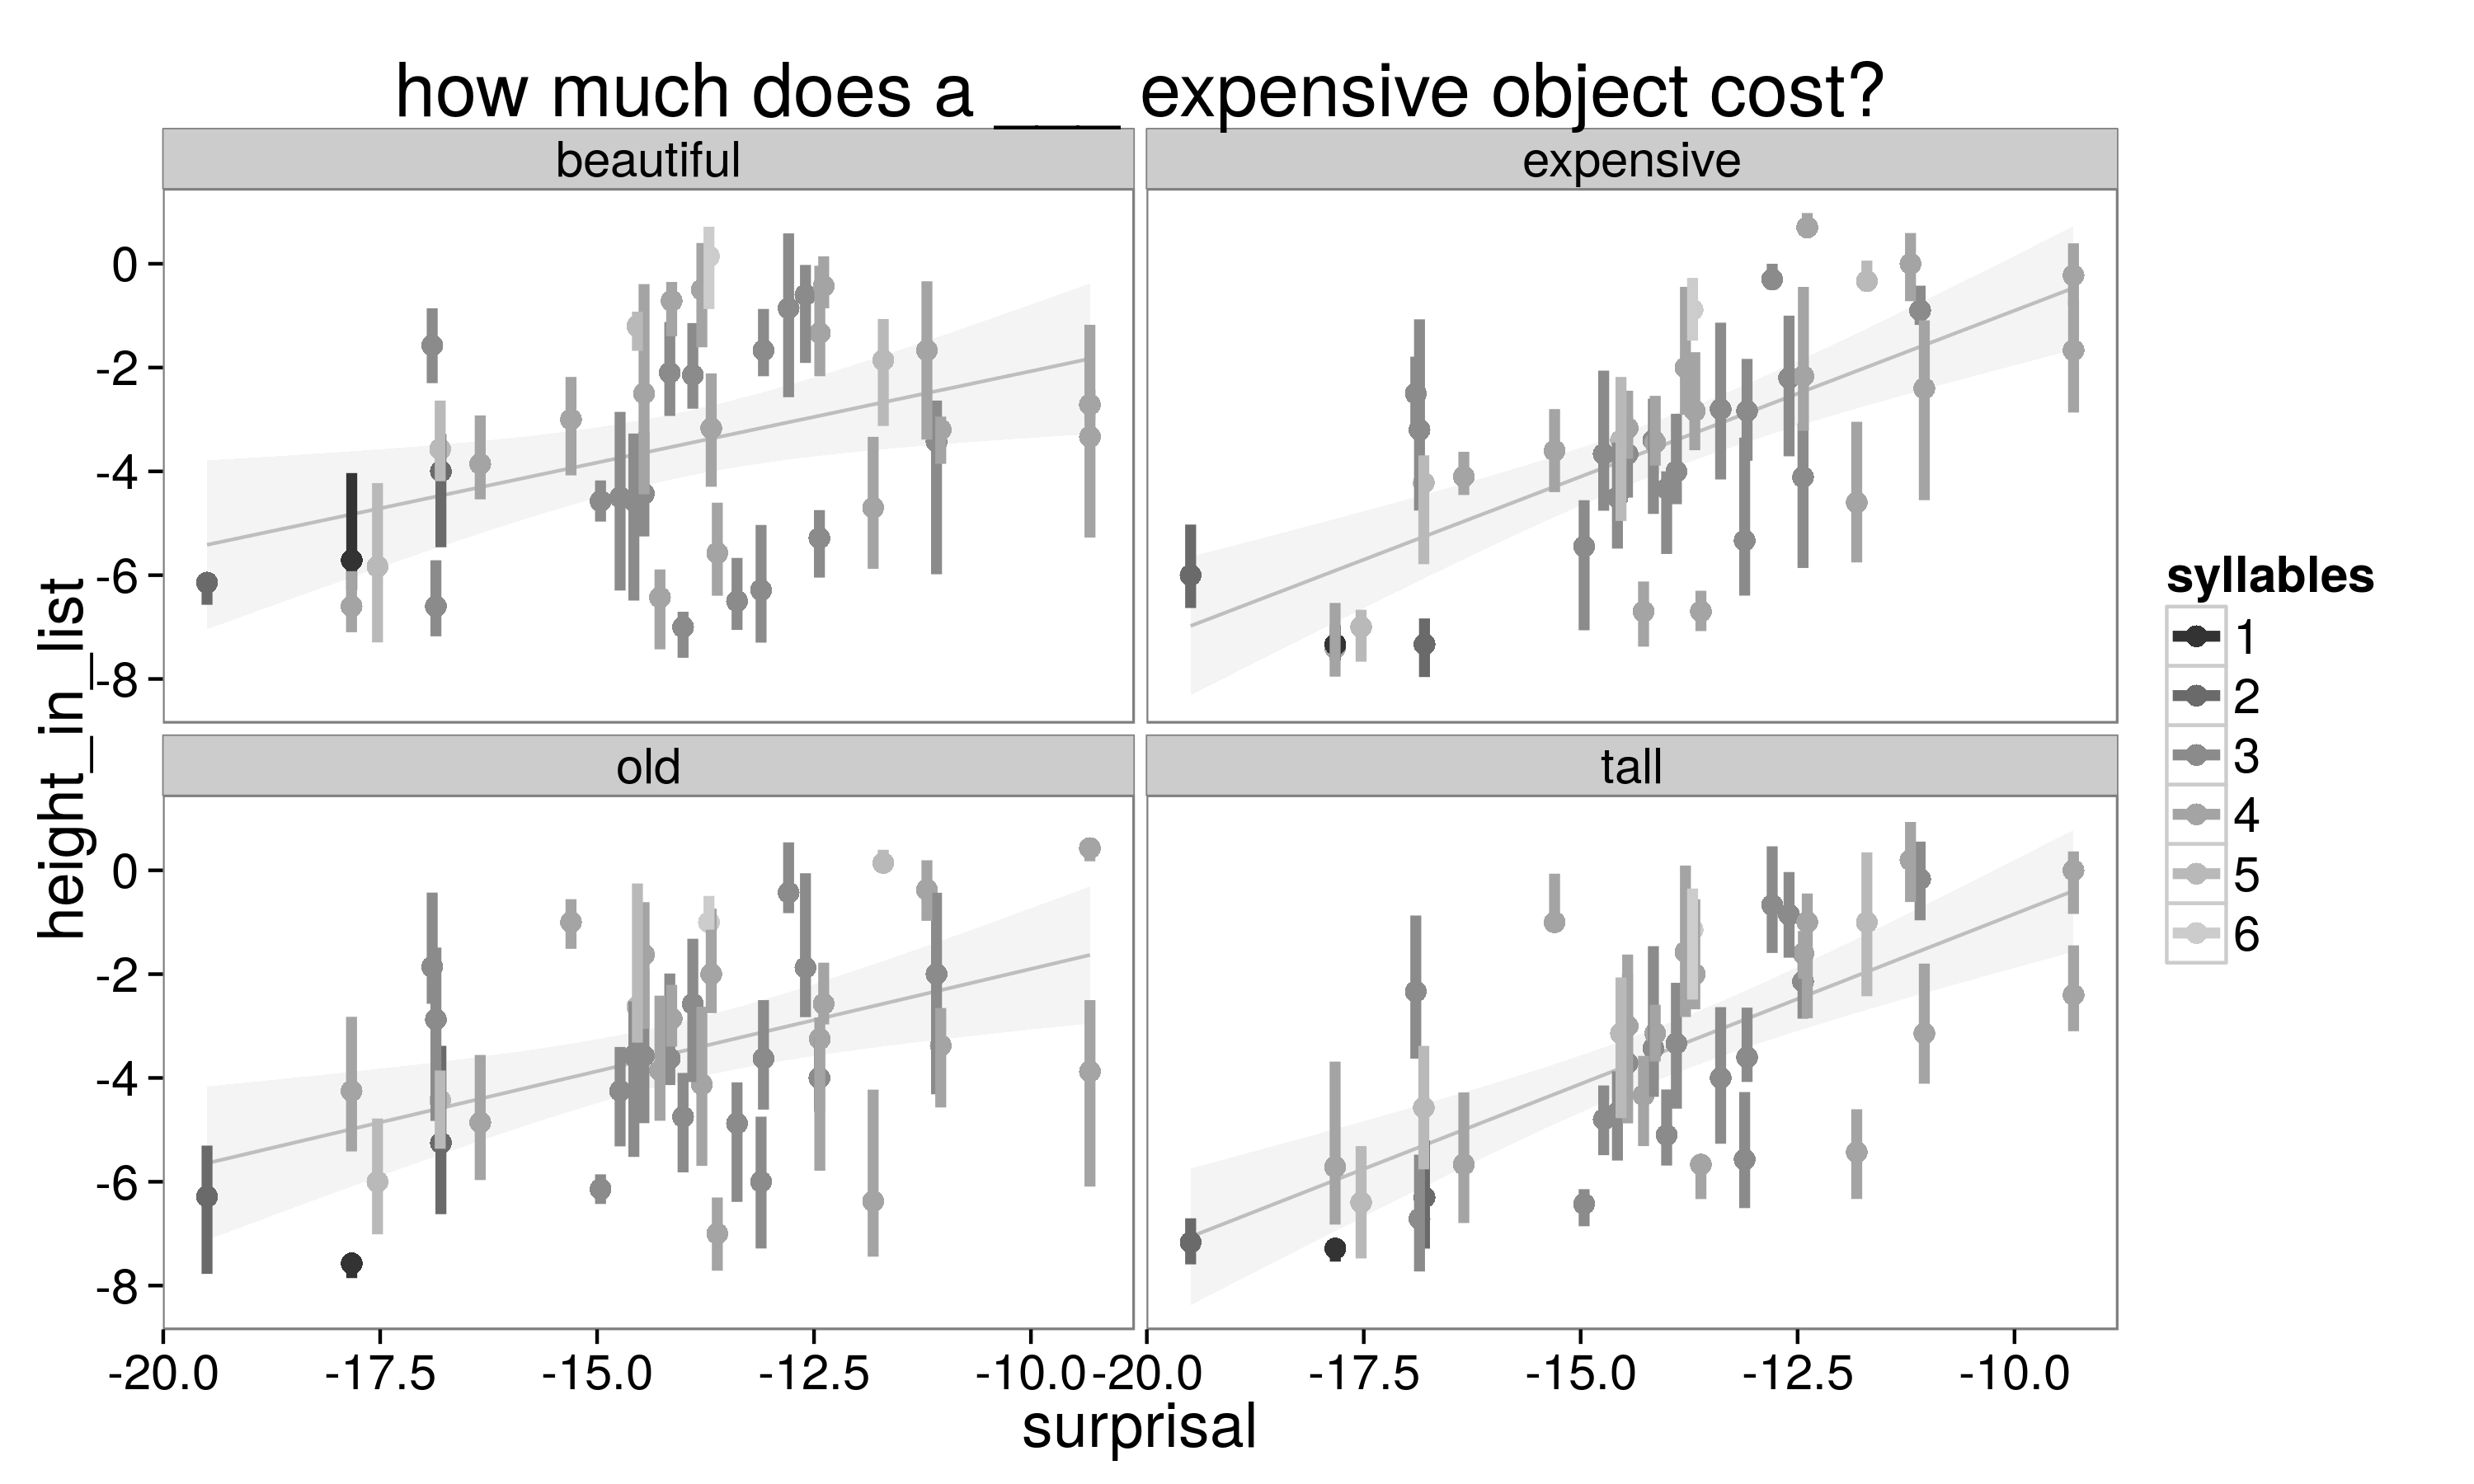 how much does a ____ expensive object cost?
beautiful
expensive
0
-2
-4
-6
-8
height_in_list
old
tall
0
-2
-4
-6
-8
-20.0 -17.5 -15.0 -12.5 -10.0 -20.0 -17.5 -15.0 -12.5 -10.0
surprisal
syllables
1
2
3
4
5
6